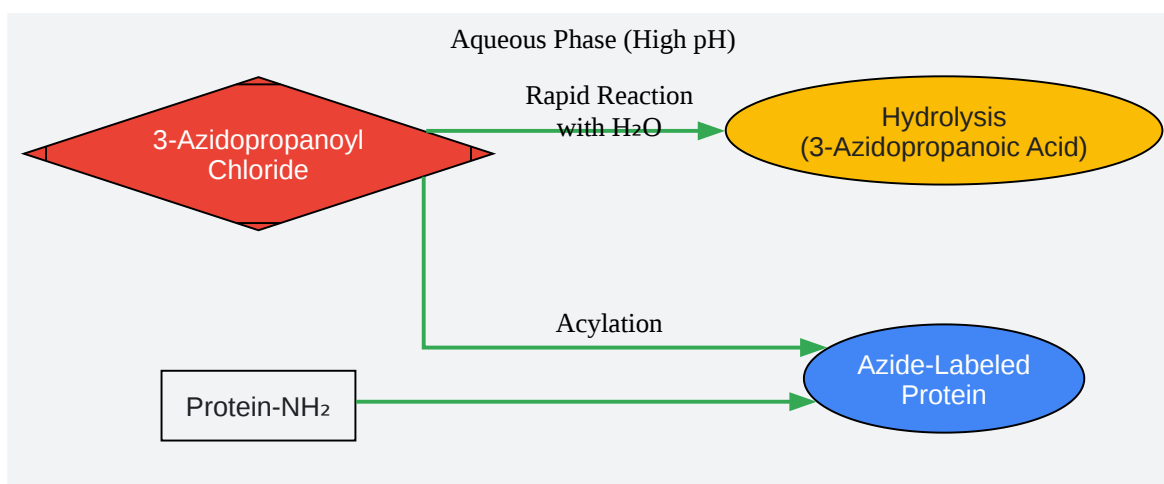 Aqueous Phase (High pH)
3-Azidopropanoyl
Chloride
Rapid Reaction
with H₂O
Hydrolysis
(3-Azidopropanoic Acid)
Acylation
Protein-NH₂
Azide-Labeled
Protein